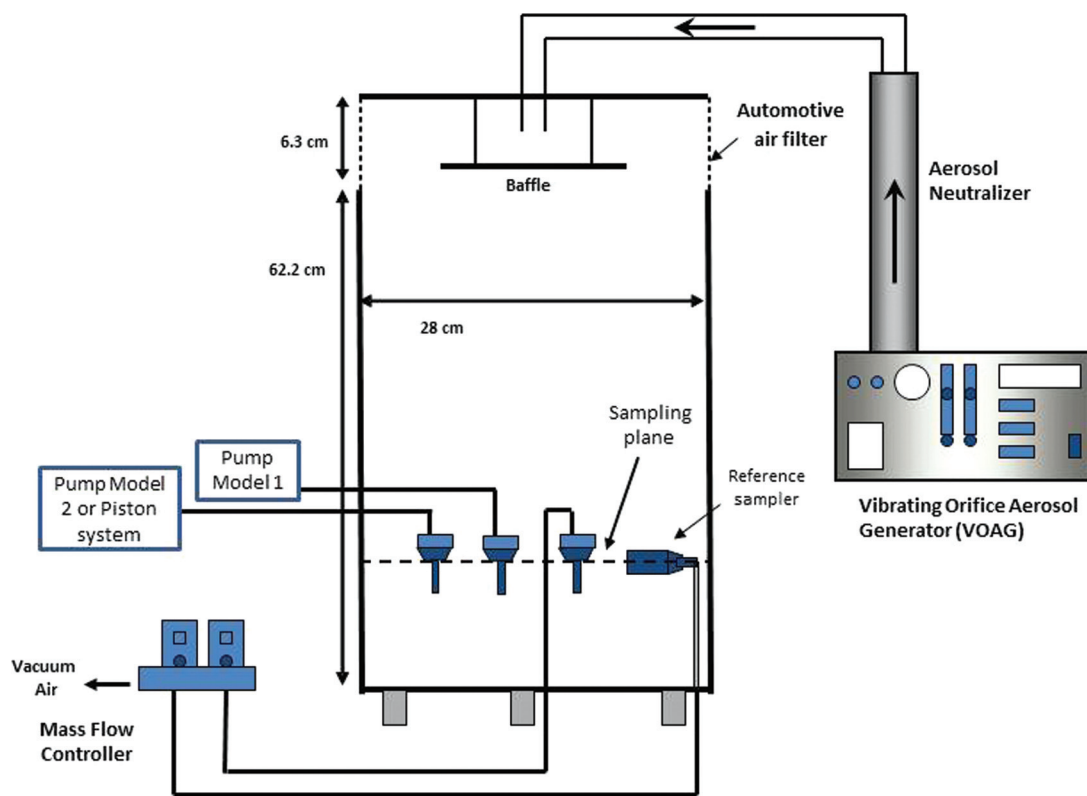 6.3 cm
Automotive
air filter
Baffle
Aerosol
Neutralizer
62.2 cm
28 cm
Sampling
plane
Pump
Model 1
Pump Model
2 or Piston
system
Reference
sampler
Vibrating Orifice Aerosol
Generator (VOAG)
Vacuum
Air
Mass Flow
Controller